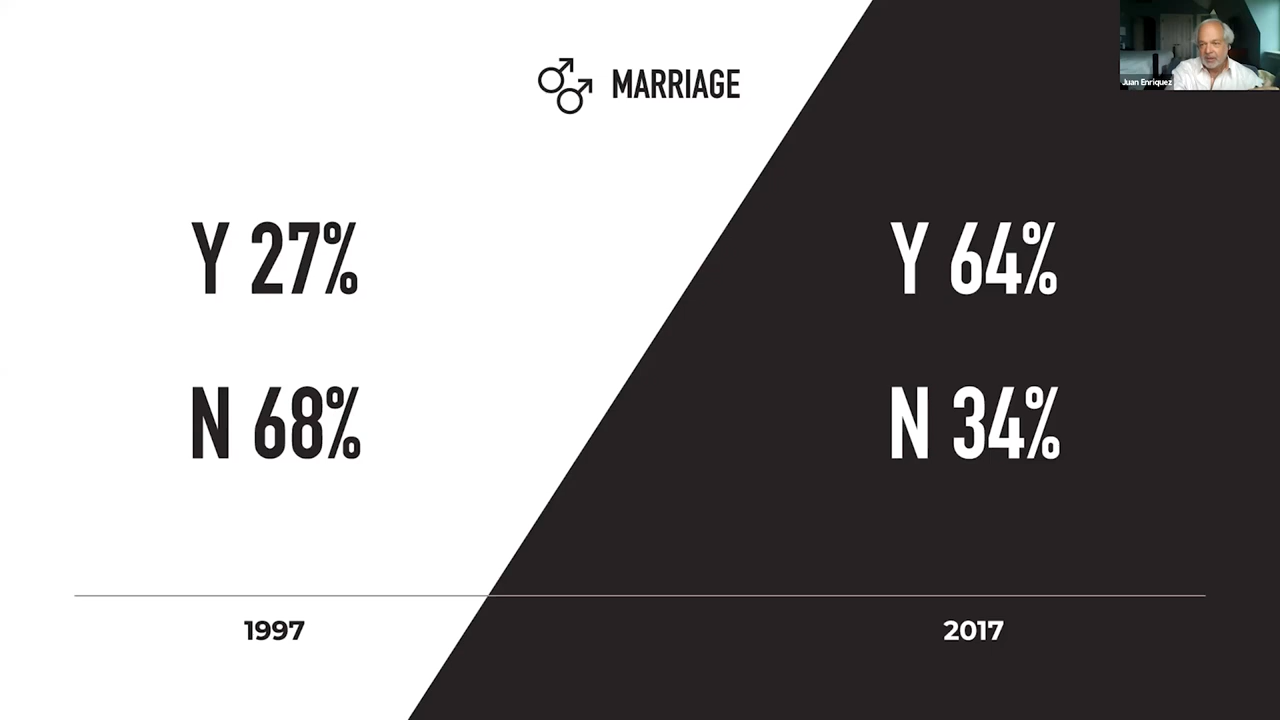 MARRIAGE
Juan Enriquez
Y 27%
N 68%
Y 64%
N 34%
1997
2017